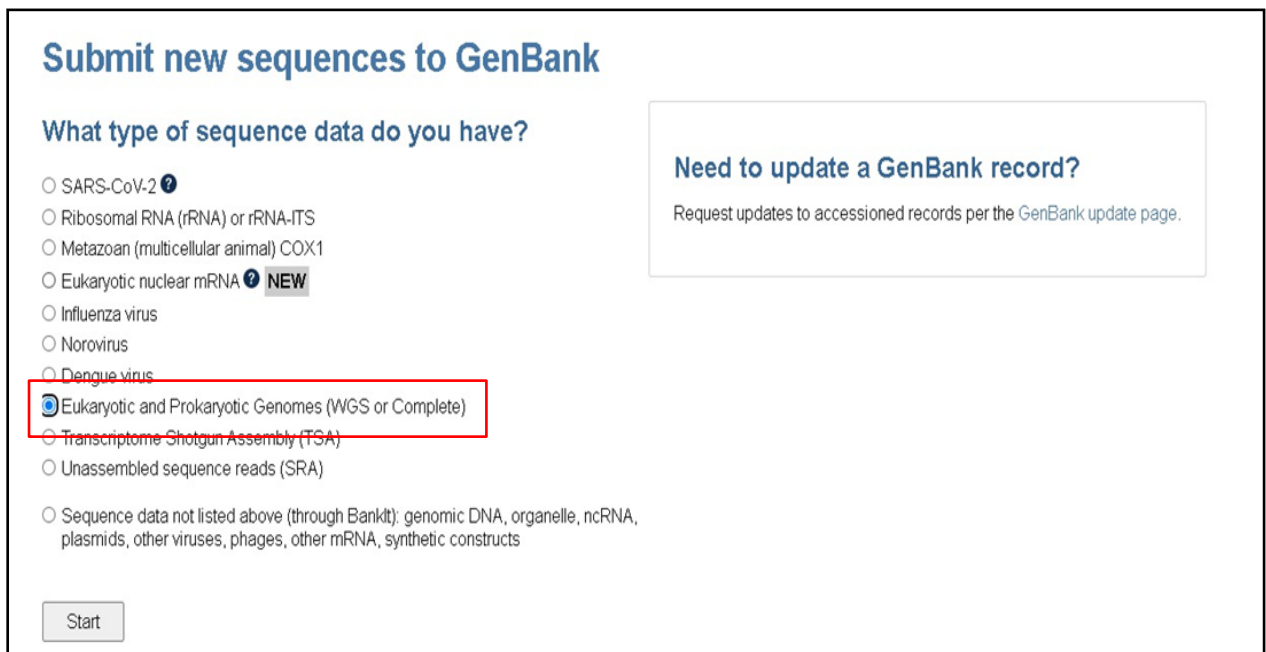 Submit new sequences to GenBank
What type of sequence data do you have?
SARS-CoV-2 ?
Ribosomal RNA (rRNA) or rRNA-ITS
Metazoan (multicellular animal) COX1
Eukaryotic nuclear mRNA ? NEW
Influenza virus
Norovirus
Dengue virus
Eukaryotic and Prokaryotic Genomes (WGS or Complete)
Transcriptome Shotgun Assembly (TSA)
Unassembled sequence reads (SRA)
Sequence data not listed above (through BankIt): genomic DNA, organelle, ncRNA,
plasmids, other viruses, phages, other mRNA, synthetic constructs
Start
Need to update a GenBank record?
Request updates to accessioned records per the GenBank update page.